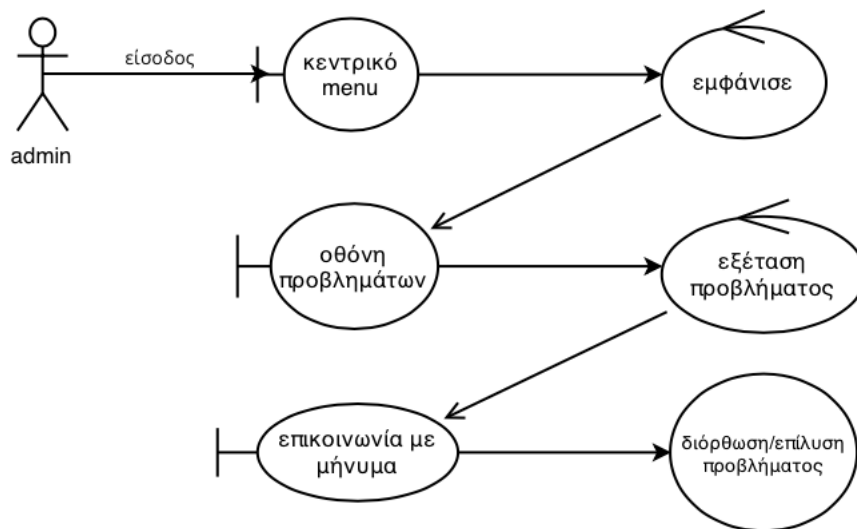 είσοδος
κεντρικό
menu
εμφάνισε
admin
οθόνη
προβλημάτων
εξέταση
προβλήματος
επικοινωνία με
μήνυμα
διόρθωση/επίλυση
προβλήματος